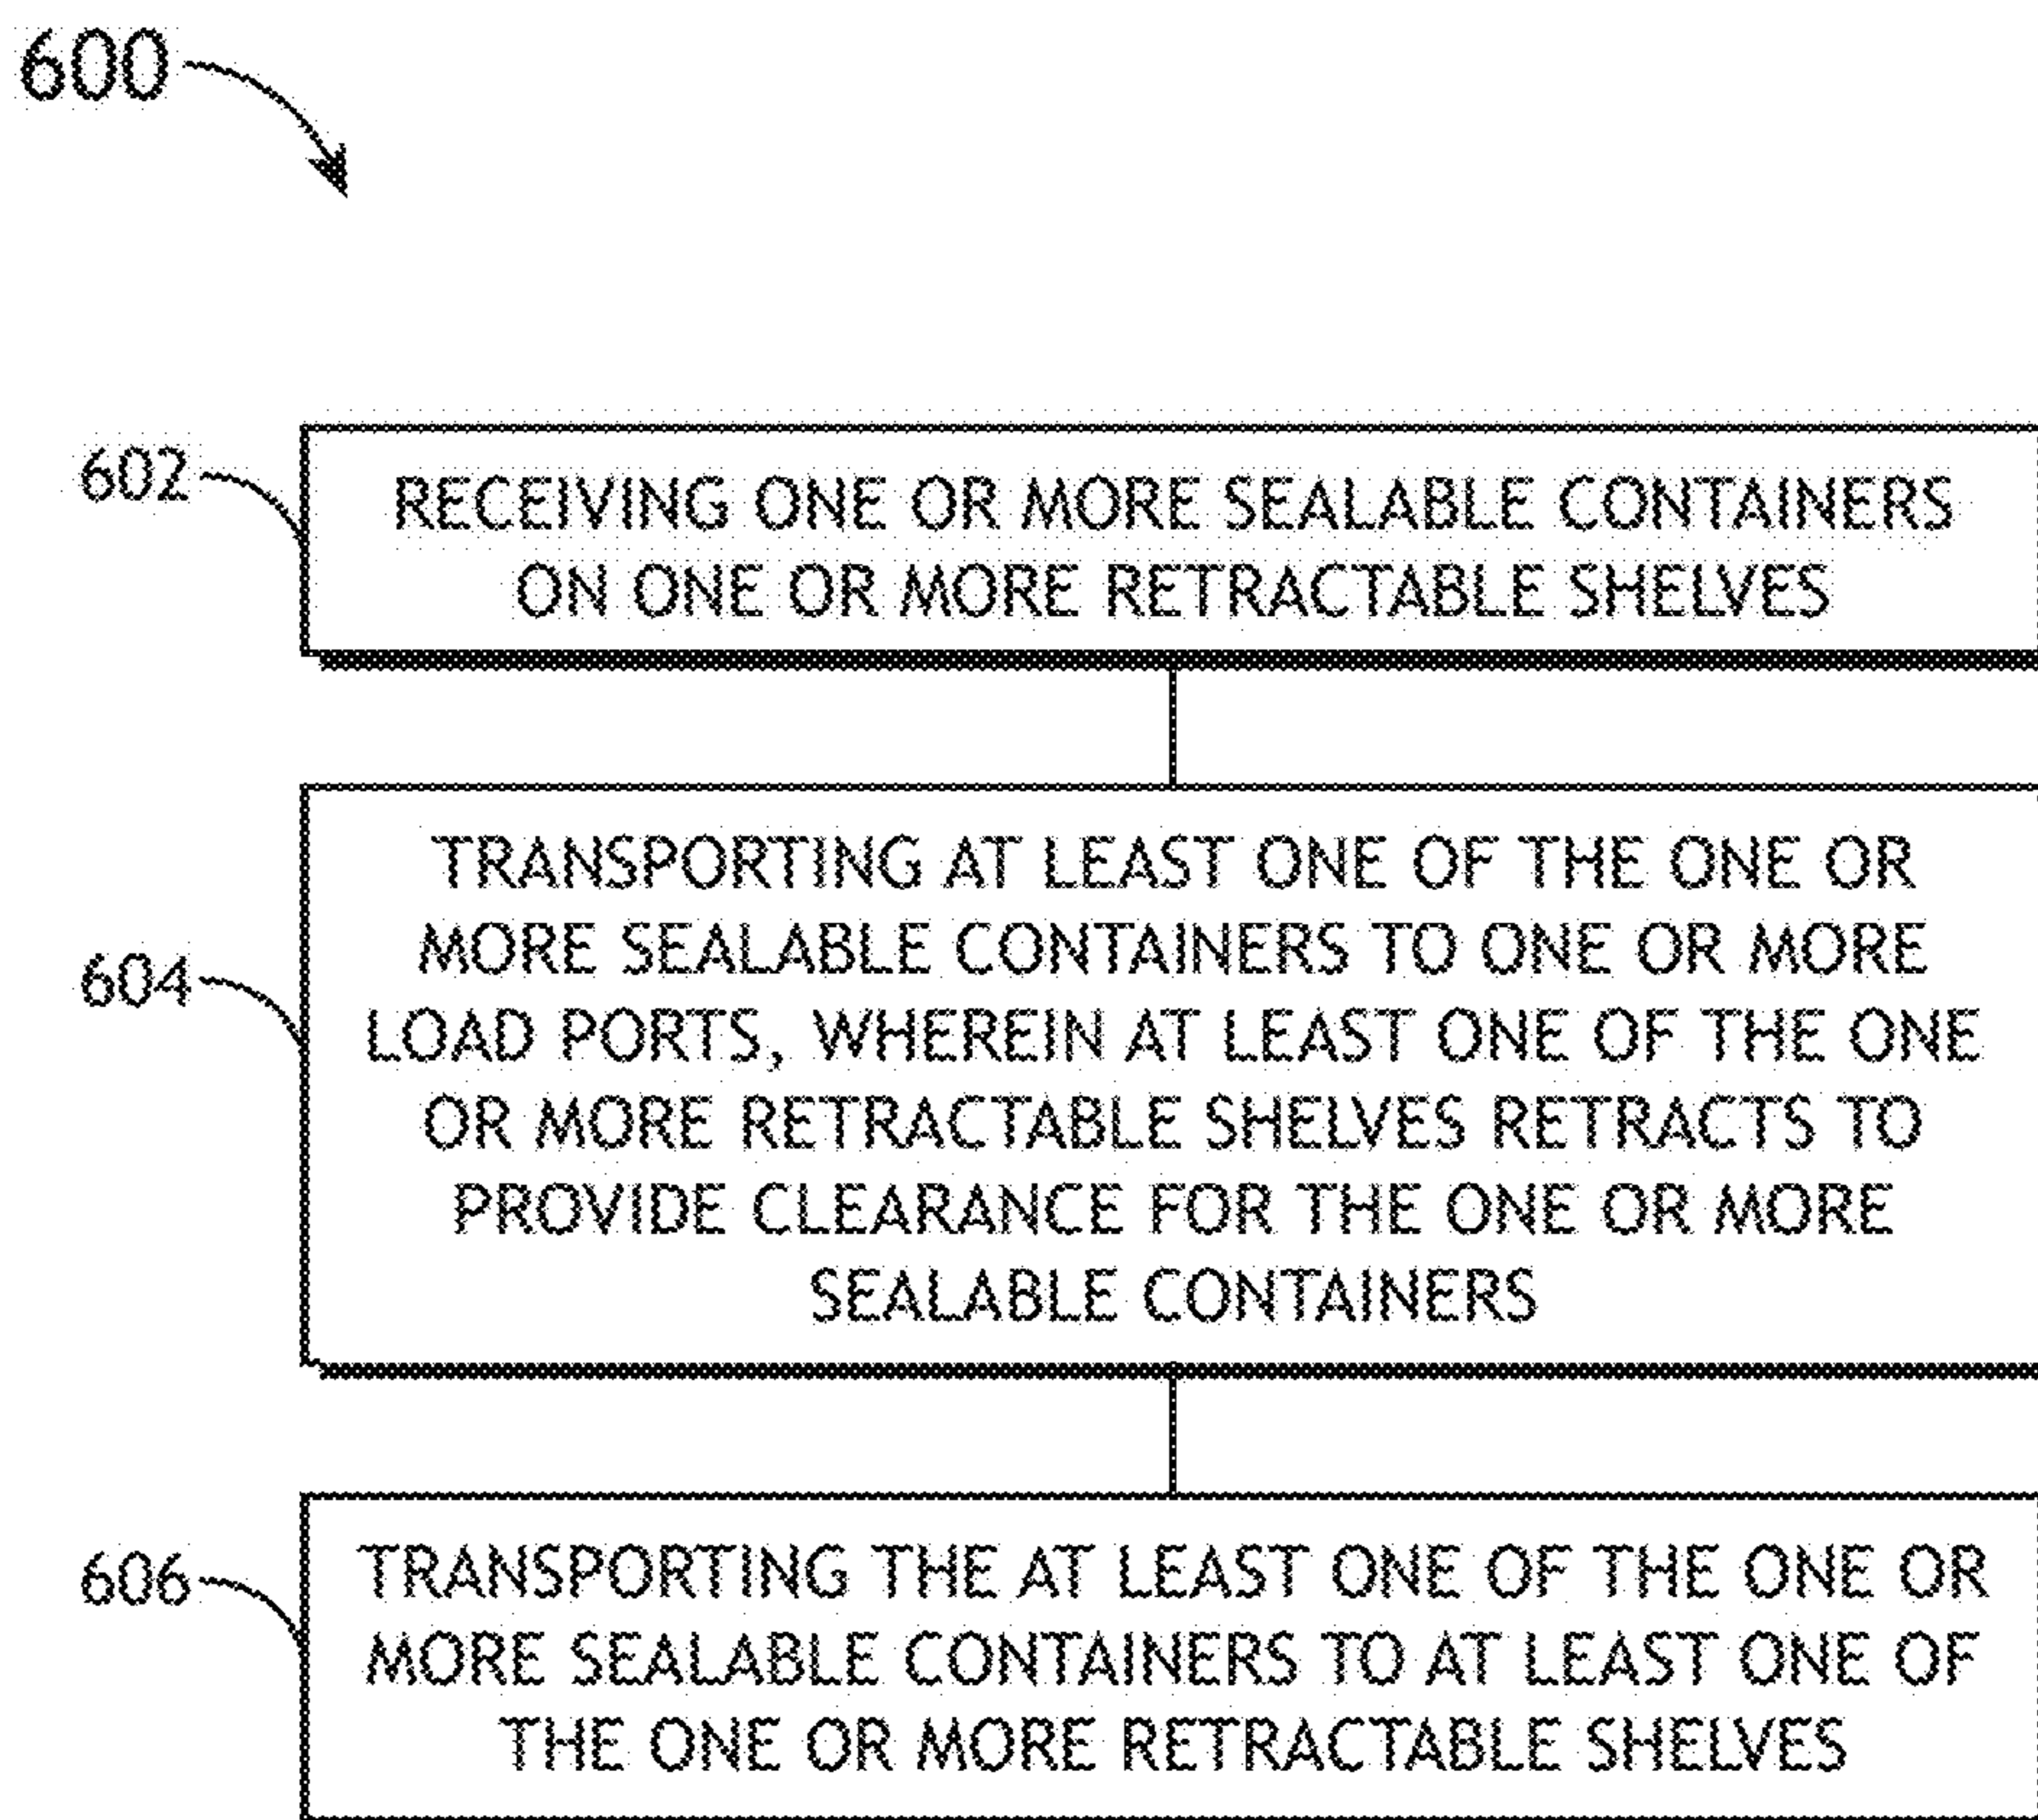 600
602
RECEIVING ONE OR MORE SEALABLE CONTAINERS
ON ONE OR MORE RETRACTABLE SHELVES
604
TRANSPORTING AT LEAST ONE OF THE ONE OR
MORE SEALABLE CONTAINERS TO ONE OR MORE
LOAD PORTS, WHEREIN AT LEAST ONE OF THE ONE
OR MORE RETRACTABLE SHELVES RETRACTS TO
PROVIDE CLEARANCE FOR THE ONE OR MORE
SEALABLE CONTAINERS
606
TRANSPORTING THE AT LEAST ONE OF THE ONE OR
MORE SEALABLE CONTAINERS TO AT LEAST ONE OF
THE ONE OR MORE RETRACTABLE SHELVES